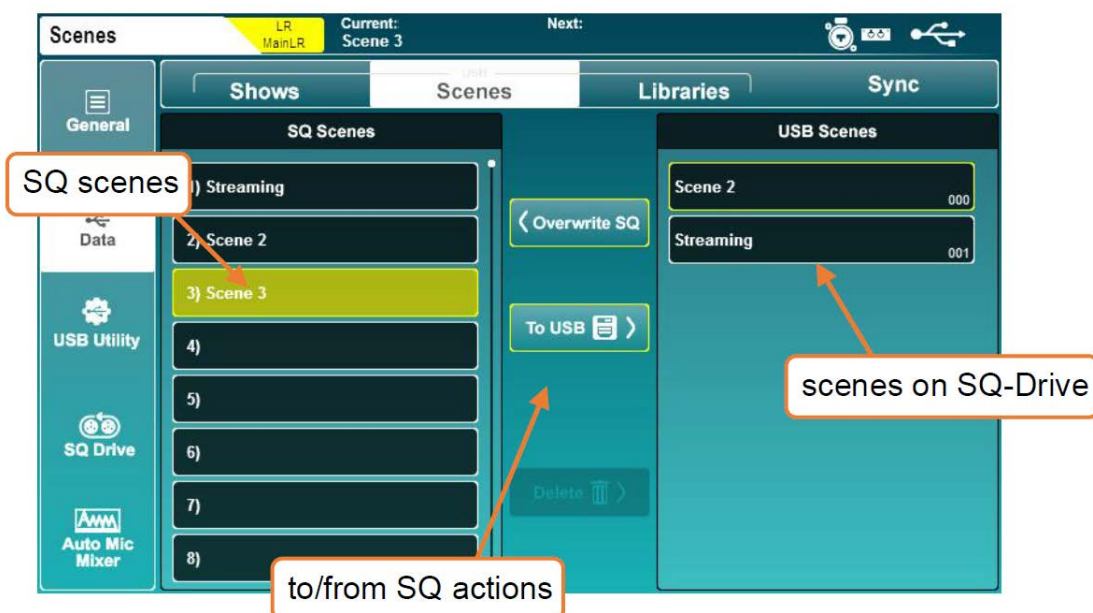 Scenes
LR
MainLR
Current:
Scene 3
Next:
Shows
USB
Scenes
Libraries
Sync
General
Data
USB Utility
SQ Drive
Auto Mic
Mixer
SQ Scenes
1) Streaming
2) Scene 2
3) Scene 3
4)
5)
6)
7)
8)
Overwrite SQ
To USB
Delete
USB Scenes
Scene 2
000
Streaming
001
SQ scenes
scenes on SQ-Drive
to/from SQ actions